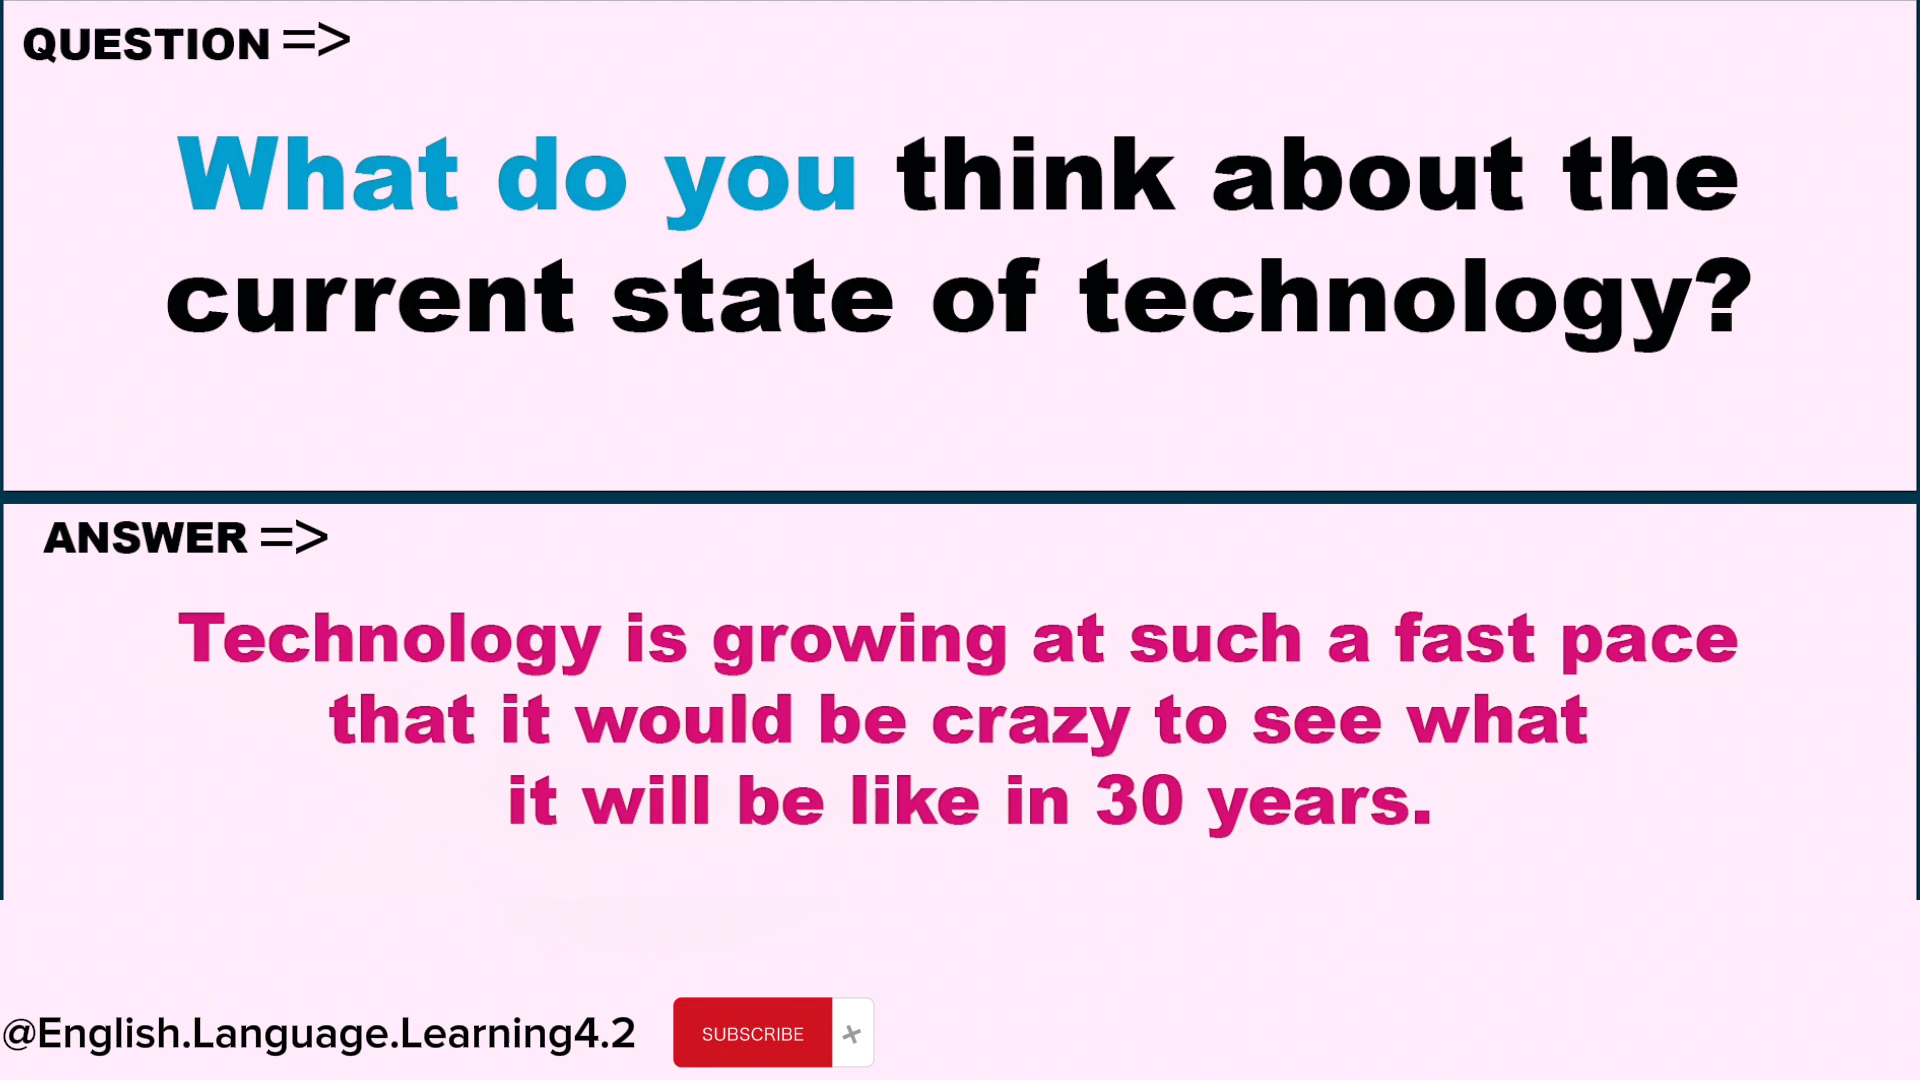 QUESTION =>
What do you think about the
current state of technology?
ANSWER =>
Technology is growing at such a fast pace
that it would be crazy to see what
it will be like in 30 years.
@English.Language.Learning4.2
SUBSCRIBE